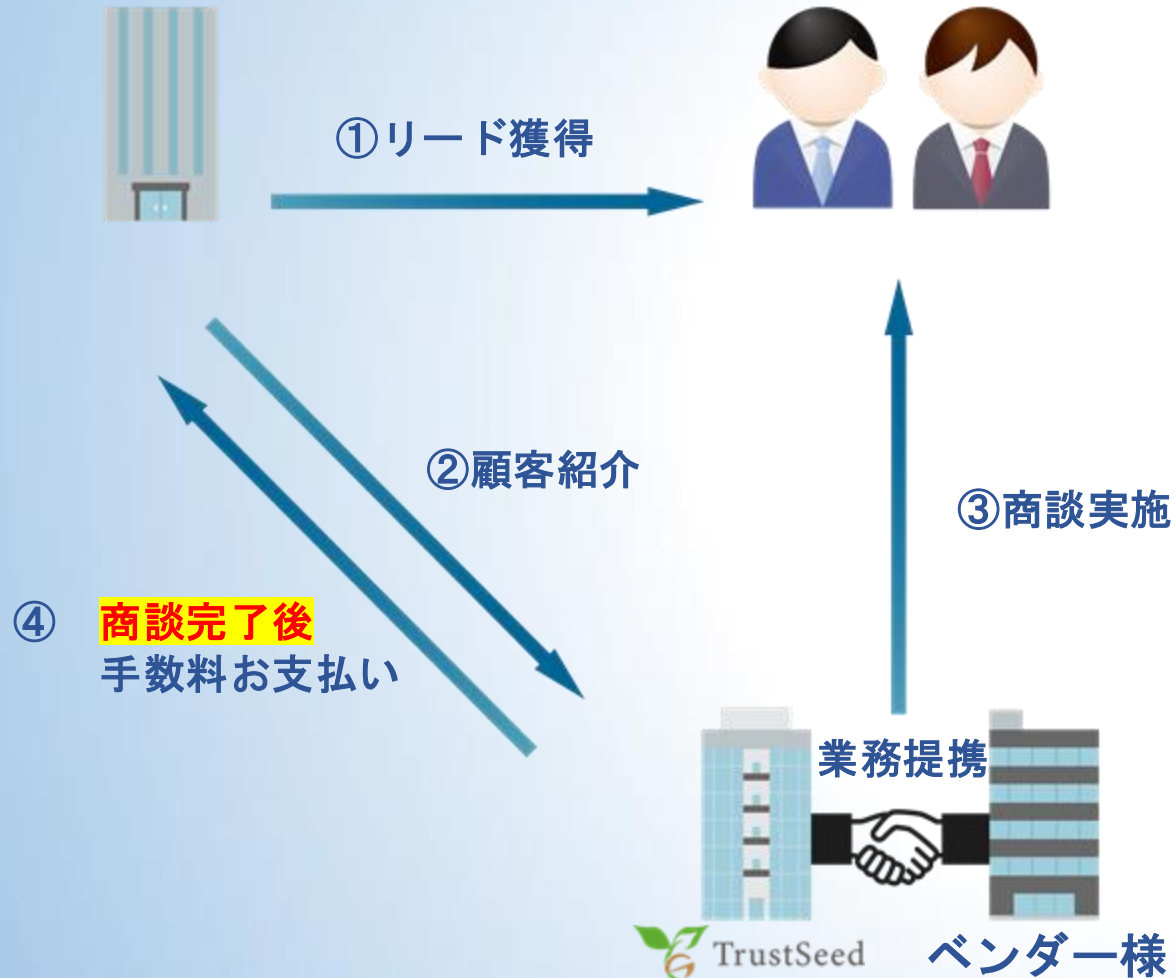 ①リード獲得
②顧客紹介
③商談実施
④ 商談完了後
手数料お支払い
業務提携
TrustSeed
ベンダー様